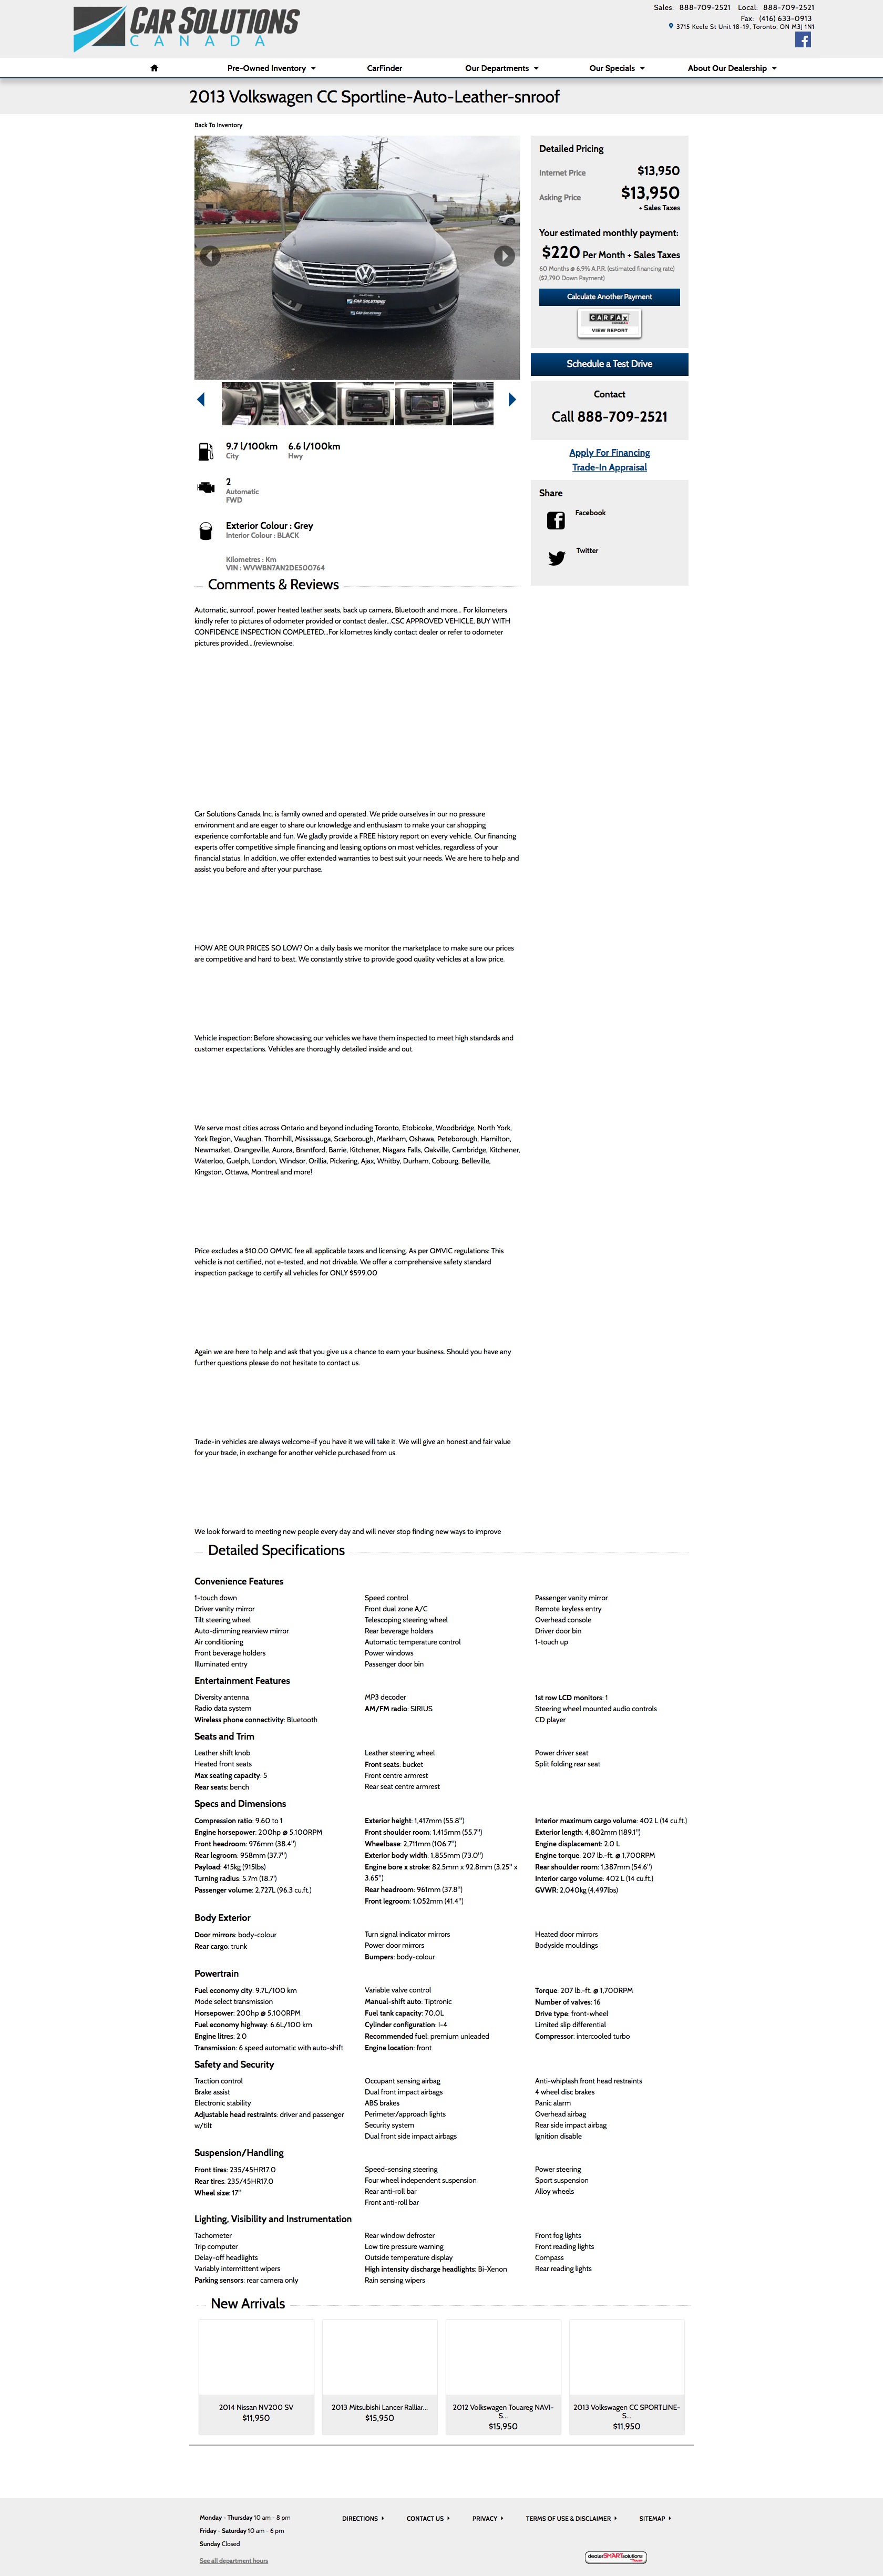 CAR SOLUTIONS
CANADA
Sales: 888-709-2521 Local: 888-709-2521
Fax: (416) 633-0913
3715 Keele St Unit 18-19, Toronto, ON M3J 1N1
Pre-Owned Inventory CarFinder Our Departments Our Specials About Our Dealership
2013 Volkswagen CC Sportline-Auto-Leather-snroof
Back To Inventory
CAR SOLUTIONS
CAR SOLUTIONS
Detailed Pricing
Internet Price $13,950
Asking Price $13,950
+ Sales Taxes
Your estimated monthly payment:
$220 Per Month + Sales Taxes
60 Months @ 6.9% A.P.R. (estimated financing rate)
($2,790 Down Payment)
Calculate Another Payment
CARFAX
CANADA
VIEW REPORT
Schedule a Test Drive
Contact
Call 888-709-2521
Apply For Financing
Trade-In Appraisal
Share
Facebook
Twitter
9.7 l/100km 6.6 l/100km
City Hwy
2
Automatic
FWD
Exterior Colour : Grey
Interior Colour : BLACK
Kilometres : Km
VIN : WVWBN7AN2DE500764
Comments & Reviews
Automatic, sunroof, power heated leather seats, back up camera, Bluetooth and more... For kilometers
kindly refer to pictures of odometer provided or contact dealer...CSC APPROVED VEHICLE, BUY WITH
CONFIDENCE INSPECTION COMPLETED...For kilometres kindly contact dealer or refer to odometer
pictures provided....(reviewnoise.
Car Solutions Canada Inc. is family owned and operated. We pride ourselves in our no pressure
environment and are eager to share our knowledge and enthusiasm to make your car shopping
experience comfortable and fun. We gladly provide a FREE history report on every vehicle. Our financing
experts offer competitive simple financing and leasing options on most vehicles, regardless of your
financial status. In addition, we offer extended warranties to best suit your needs. We are here to help and
assist you before and after your purchase.
HOW ARE OUR PRICES SO LOW? On a daily basis we monitor the marketplace to make sure our prices
are competitive and hard to beat. We constantly strive to provide good quality vehicles at a low price.
Vehicle inspection: Before showcasing our vehicles we have them inspected to meet high standards and
customer expectations. Vehicles are thoroughly detailed inside and out.
We serve most cities across Ontario and beyond including Toronto, Etobicoke, Woodbridge, North York,
York Region, Vaughan, Thornhill, Mississauga, Scarborough, Markham, Oshawa, Peteborough, Hamilton,
Newmarket, Orangeville, Aurora, Brantford, Barrie, Kitchener, Niagara Falls, Oakville, Cambridge, Kitchener,
Waterloo, Guelph, London, Windsor, Orillia, Pickering, Ajax, Whitby, Durham, Cobourg, Belleville,
Kingston, Ottawa, Montreal and more!
Price excludes a $10.00 OMVIC fee all applicable taxes and licensing. As per OMVIC regulations: This
vehicle is not certified, not e-tested, and not drivable. We offer a comprehensive safety standard
inspection package to certify all vehicles for ONLY $599.00
Again we are here to help and ask that you give us a chance to earn your business. Should you have any
further questions please do not hesitate to contact us.
Trade-in vehicles are always welcome-if you have it we will take it. We will give an honest and fair value
for your trade, in exchange for another vehicle purchased from us.
We look forward to meeting new people every day and will never stop finding new ways to improve
Detailed Specifications
Convenience Features
1-touch down Speed control Passenger vanity mirror
Driver vanity mirror Front dual zone A/C Remote keyless entry
Tilt steering wheel Telescoping steering wheel Overhead console
Auto-dimming rearview mirror Rear beverage holders Driver door bin
Air conditioning Automatic temperature control 1-touch up
Front beverage holders Power windows
Illuminated entry Passenger door bin
Entertainment Features
Diversity antenna MP3 decoder 1st row LCD monitors: 1
Radio data system AM/FM radio: SIRIUS Steering wheel mounted audio controls
Wireless phone connectivity: Bluetooth CD player
Seats and Trim
Leather shift knob Leather steering wheel Power driver seat
Heated front seats Front seats: bucket Split folding rear seat
Max seating capacity: 5 Front centre armrest
Rear seats: bench Rear seat centre armrest
Specs and Dimensions
Compression ratio: 9.60 to 1 Exterior height: 1,417mm (55.8") Interior maximum cargo volume: 402 L (14 cu.ft.)
Engine horsepower: 200hp @ 5,100RPM Front shoulder room: 1,415mm (55.7") Exterior length: 4,802mm (189.1")
Front headroom: 976mm (38.4") Wheelbase: 2,711mm (106.7") Engine displacement: 2.0 L
Rear legroom: 958mm (37.7") Exterior body width: 1,855mm (73.0") Engine torque: 207 lb.-ft. @ 1,700RPM
Payload: 415kg (915lbs) Engine bore x stroke: 82.5mm x 92.8mm (3.25" x Rear shoulder room: 1,387mm (54.6")
Turning radius: 5.7m (18.7') 3.65") Interior cargo volume: 402 L (14 cu.ft.)
Passenger volume: 2,727L (96.3 cu.ft.) Rear headroom: 961mm (37.8") GVWR: 2,040kg (4,497lbs)
Front legroom: 1,052mm (41.4")
Body Exterior
Door mirrors: body-colour Turn signal indicator mirrors Heated door mirrors
Rear cargo: trunk Power door mirrors Bodyside mouldings
Bumpers: body-colour
Powertrain
Fuel economy city: 9.7L/100 km Variable valve control Torque: 207 lb.-ft. @ 1,700RPM
Mode select transmission Manual-shift auto: Tiptronic Number of valves: 16
Horsepower: 200hp @ 5,100RPM Fuel tank capacity: 70.0L Drive type: front-wheel
Fuel economy highway: 6.6L/100 km Cylinder configuration: I-4 Limited slip differential
Engine litres: 2.0 Recommended fuel: premium unleaded Compressor: intercooled turbo
Transmission: 6 speed automatic with auto-shift Engine location: front
Safety and Security
Traction control Occupant sensing airbag Anti-whiplash front head restraints
Brake assist Dual front impact airbags 4 wheel disc brakes
Electronic stability ABS brakes Panic alarm
Adjustable head restraints: driver and passenger Perimeter/approach lights Overhead airbag
w/tilt Security system Rear side impact airbag
Dual front side impact airbags Ignition disable
Suspension/Handling
Front tires: 235/45HR17.0 Speed-sensing steering Power steering
Rear tires: 235/45HR17.0 Four wheel independent suspension Sport suspension
Wheel size: 17" Rear anti-roll bar Alloy wheels
Front anti-roll bar
Lighting, Visibility and Instrumentation
Tachometer Rear window defroster Front fog lights
Trip computer Low tire pressure warning Front reading lights
Delay-off headlights Outside temperature display Compass
Variably intermittent wipers High intensity discharge headlights: Bi-Xenon Rear reading lights
Parking sensors: rear camera only Rain sensing wipers
New Arrivals
2014 Nissan NV200 SV 2013 Mitsubishi Lancer Ralliar... 2012 Volkswagen Touareg NAVI-S... 2013 Volkswagen CC SPORTLINE-S...
$11,950 $15,950 $15,950 $11,950
Monday - Thursday 10 am - 8 pm
Friday - Saturday 10 am - 6 pm
Sunday Closed
See all department hours
DIRECTIONS CONTACT US PRIVACY TERMS OF USE & DISCLAIMER SITEMAP
dealerSMARTsolutions